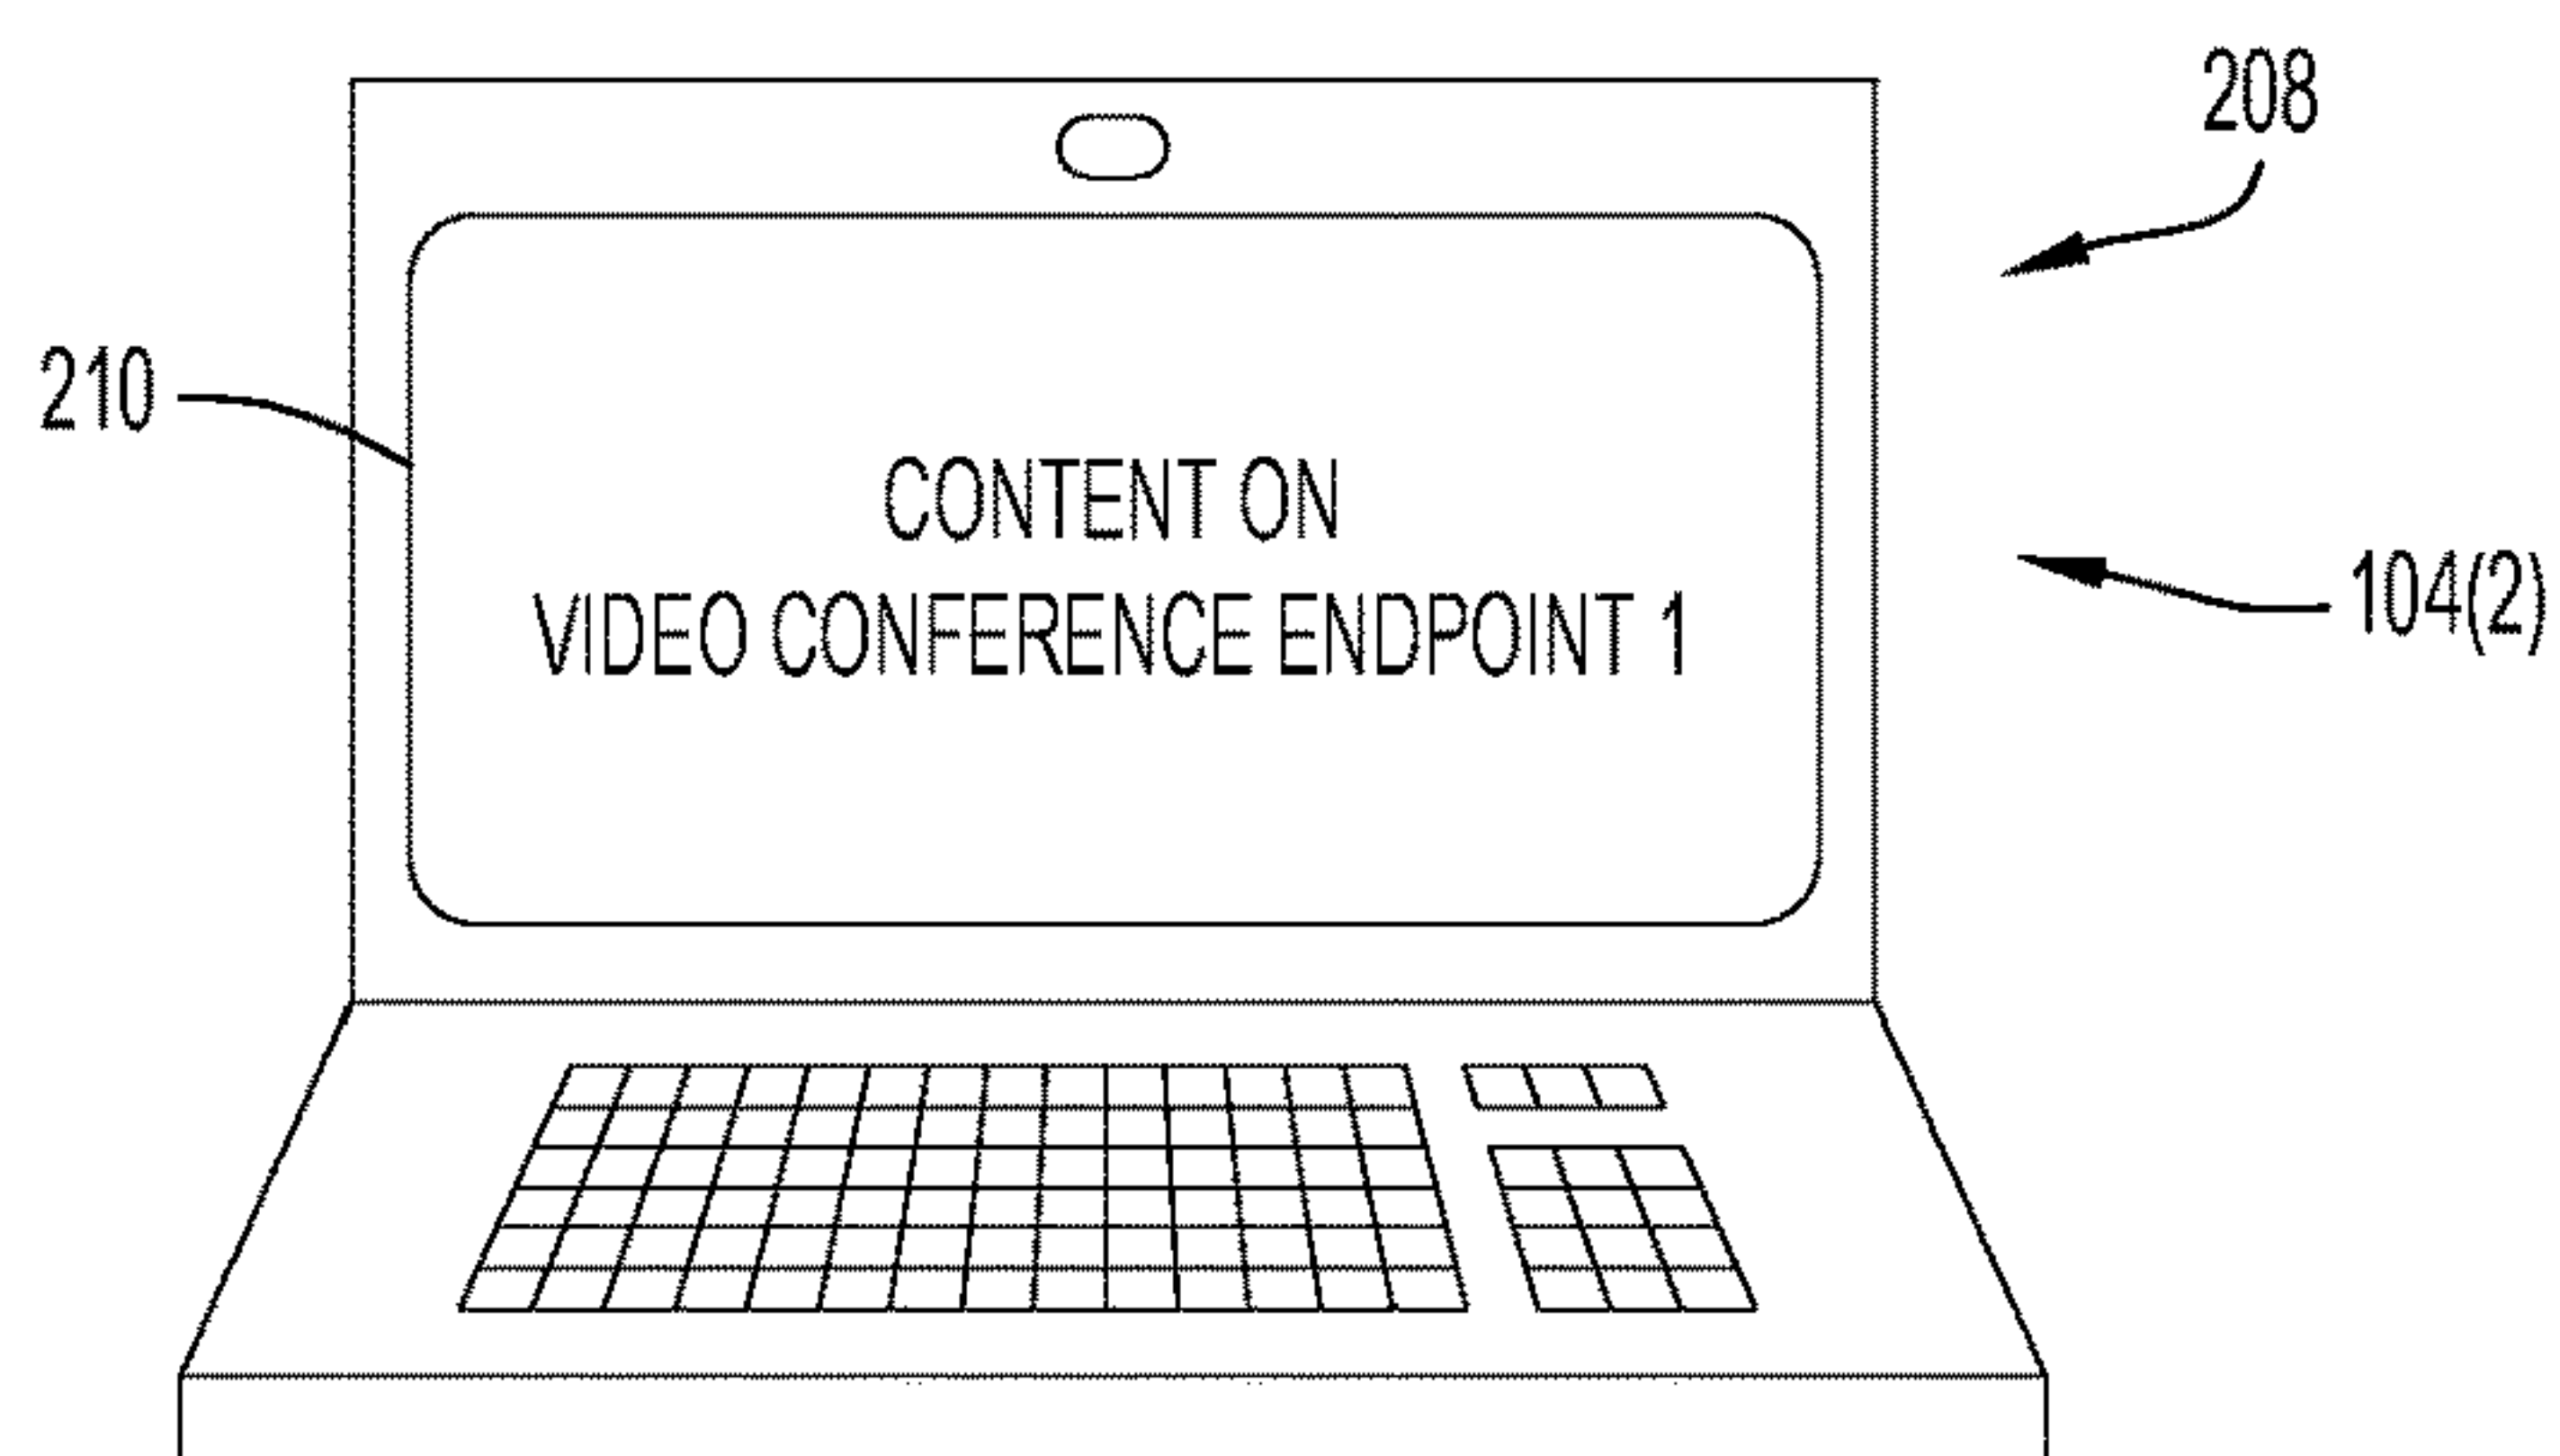 208
210
CONTENT ON
VIDEO CONFERENCE ENDPOINT 1
104(2)